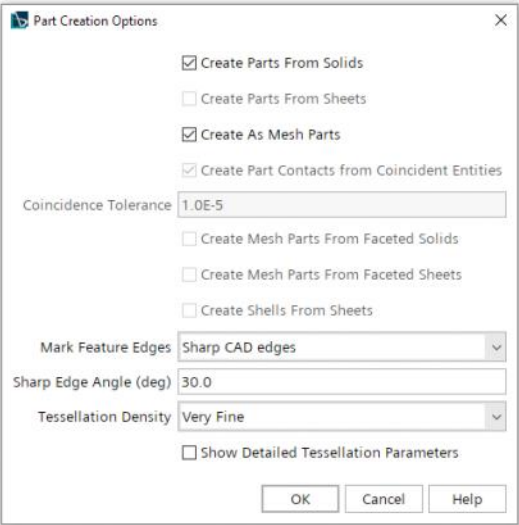 Part Creation Options
Create Parts From Solids
Create Parts From Sheets
Create As Mesh Parts
Create Part Contacts from Coincident Entities
Coincidence Tolerance 1.0E-5
Create Mesh Parts From Faceted Solids
Create Mesh Parts From Faceted Sheets
Create Shells From Sheets
Mark Feature Edges Sharp CAD edges
Sharp Edge Angle (deg) 30.0
Tessellation Density Very Fine
Show Detailed Tessellation Parameters
OK Cancel Help